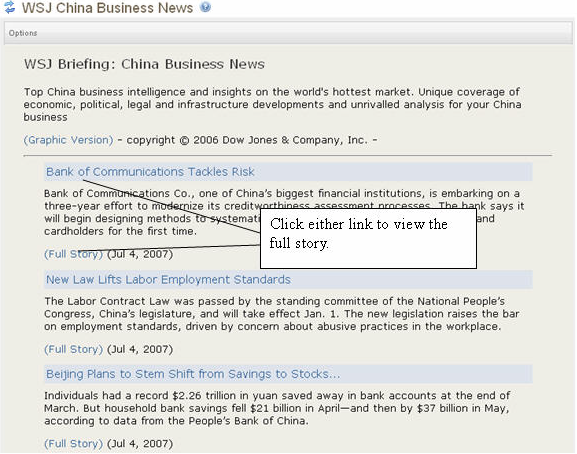 WSJ China Business News
Options
WSJ Briefing: China Business News
Top China business intelligence and insights on the world's hottest market. Unique coverage of
economic, political, legal and infrastructure developments and unrivalled analysis for your China
business
(Graphic Version) - copyright © 2006 Dow Jones & Company, Inc. -
Bank of Communications Tackles Risk
Bank of Communications Co., one of China's biggest financial institutions, is embarking on a
three-year effort to modernize its creditworthiness assessment processes. The bank says it
will begin designing methods to and
cardholders for the first time.
Click either link to view the
full story.
(Full Story) (Jul 4, 2007)
New Law Lifts Labor Employment Standards
The Labor Contract Law was passed by the standing committee of the National People's
Congress, China's legislature, and will take effect Jan. 1. The new legislation raises the bar
on employment standards, driven by concern about abusive practices in the workplace.
(Full Story) (Jul 4, 2007)
Beijing Plans to Stem Shift from Savings to Stocks...
Individuals had a record $2.26 trillion in yuan saved away in bank accounts at the end of
March. But household bank savings fell $21 billion in April—and then by $37 billion in May,
according to data from the People's Bank of China.
(Full Story) (Jul 4, 2007)